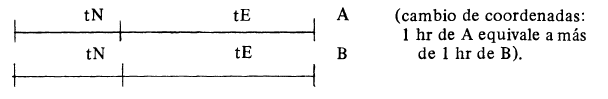 tN tE A (cambio de coordenadas:
1 hr de A equivale a más
tN tE B de 1 hr de B).